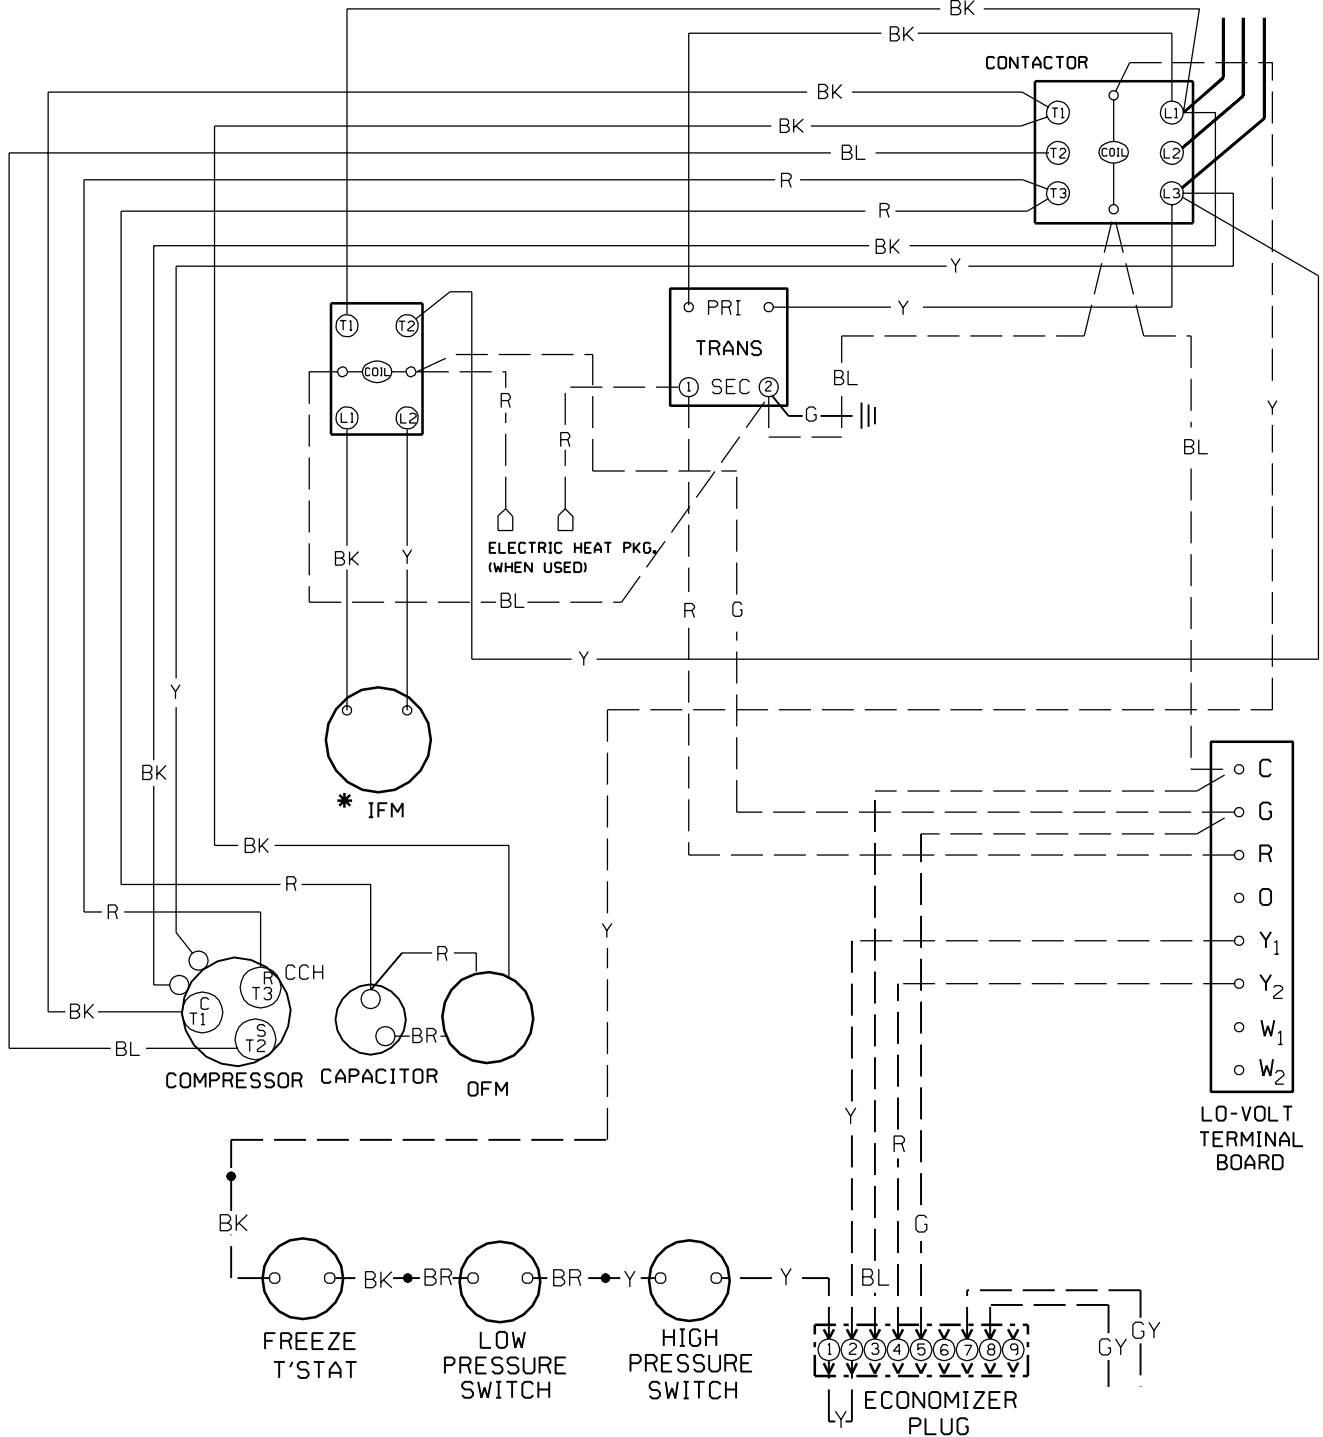 BK
BK
CONTACTOR
BK
T1
L1
BK
BL
T2
COIL
L2
R
T3
L3
R
BK
Y
PRI
Y
T1
T2
TRANS
COIL
BL
1
SEC
2
R
Y
L1
L2
G
R
BL
ELECTRIC HEAT PKG.
(WHEN USED)
BK
Y
BL
R
G
Y
Y
BK
C
* IFM
G
BK
R
R
O
R
Y
R
Y1
CCH
R
T3
Y2
C
T1
BK
S
T2
BR
W1
BL
W2
COMPRESSOR
CAPACITOR
OFM
LO-VOLT
TERMINAL
BOARD
Y
R
BK
G
BK
BR
BR
Y
Y
BL
GY
GY
FREEZE
T'STAT
LOW
PRESSURE
SWITCH
HIGH
PRESSURE
SWITCH
1 2 3 4 5 6 7 8 9
Y
ECONOMIZER
PLUG